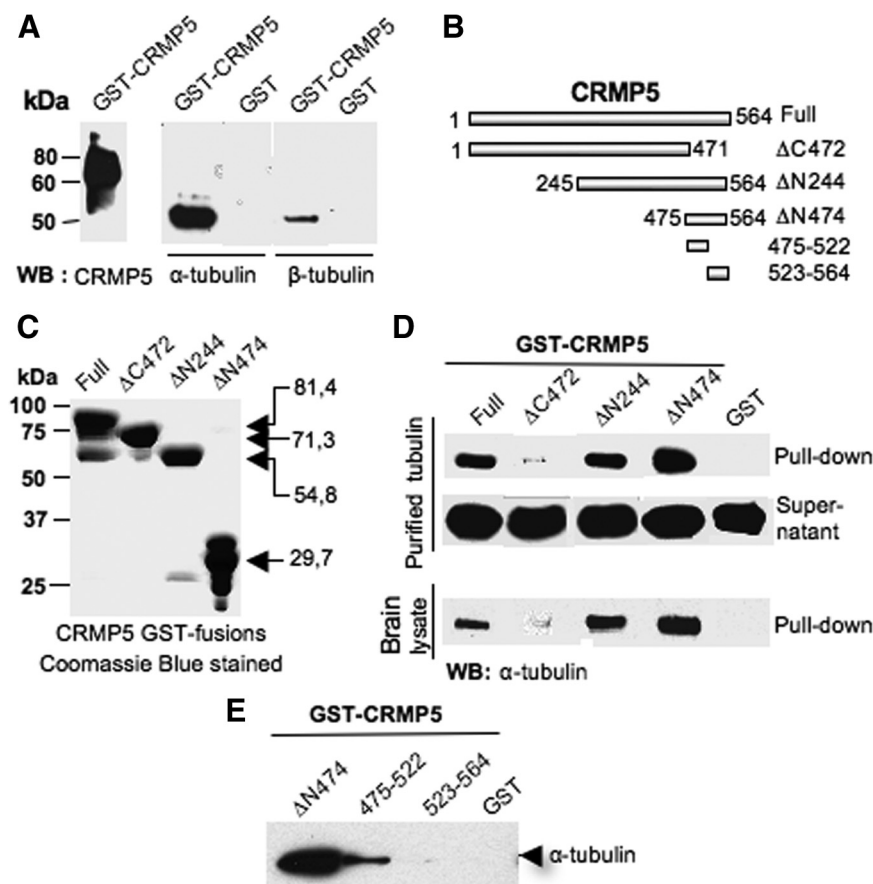 A
GST-CRMP5
GST-CRMP5
GST
GST-CRMP5
GST
kDa
80
60
50
WB : CRMP5
α-tubulin
β-tubulin
B
CRMP5
1
564
Full
1
471
ΔC472
245
564
ΔN244
475
564
ΔN474
475-522
523-564
C
kDa
Full
ΔC472
ΔN244
ΔN474
100
75
50
37
25
81,4
71,3
54,8
29,7
CRMP5 GST-fusions
Coomassie Blue stained
D
GST-CRMP5
Full
ΔC472
ΔN244
ΔN474
GST
Purified tubulin
Pull-down
Super-
natant
Brain
lysate
Pull-down
WB: α-tubulin
E
GST-CRMP5
ΔN474
475-522
523-564
GST
α-tubulin